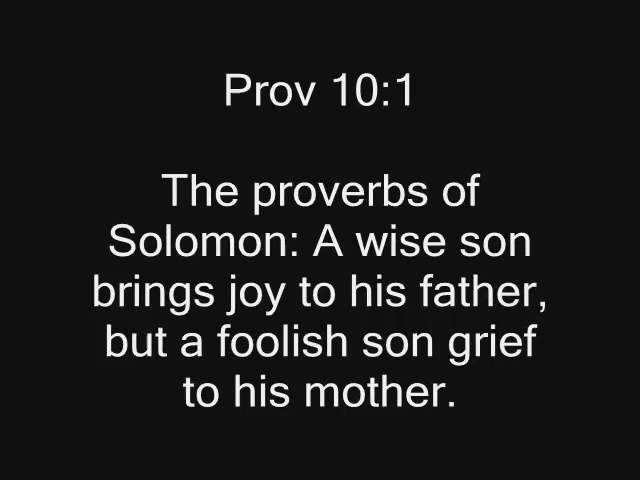 Prov 10:1
The proverbs of
Solomon: A wise son
brings joy to his father,
but a foolish son grief
to his mother.